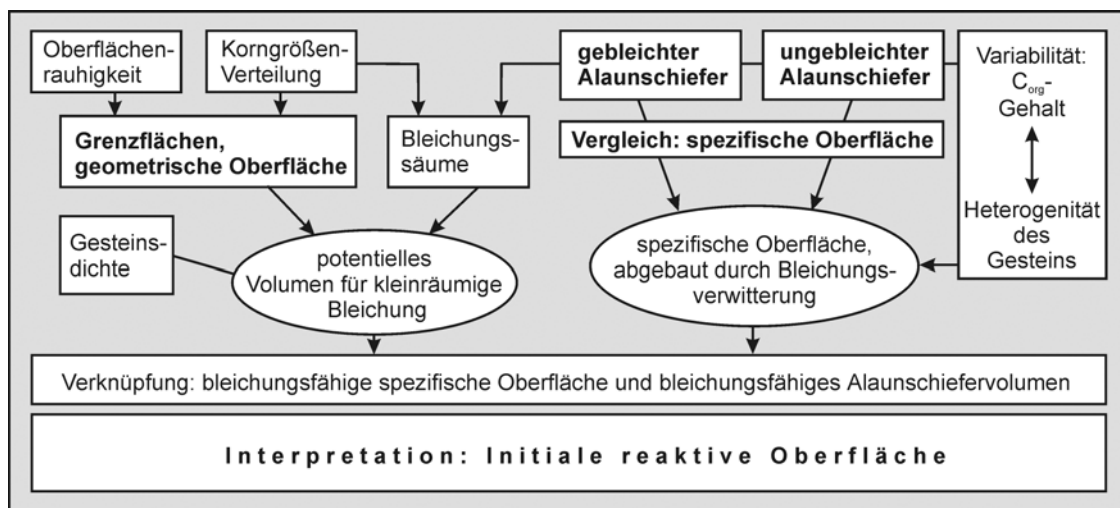 Oberflächen-
rauhigkeit
Korngrößen-
Verteilung
gebleichter
Alaunschiefer
ungebleichter
Alaunschiefer
Variabilität:
Corg-
Gehalt
Heterogenität
des
Gesteins
Grenzflächen,
geometrische Oberfläche
Bleichungs-
säume
Vergleich: spezifische Oberfläche
Gesteins-
dichte
potentielles
Volumen für kleinräumige
Bleichung
spezifische Oberfläche,
abgebaut durch Bleichungs-
verwitterung
Verknüpfung: bleichungsfähige spezifische Oberfläche und bleichungsfähiges Alaunschiefervolumen
Interpretation: Initiale reaktive Oberfläche